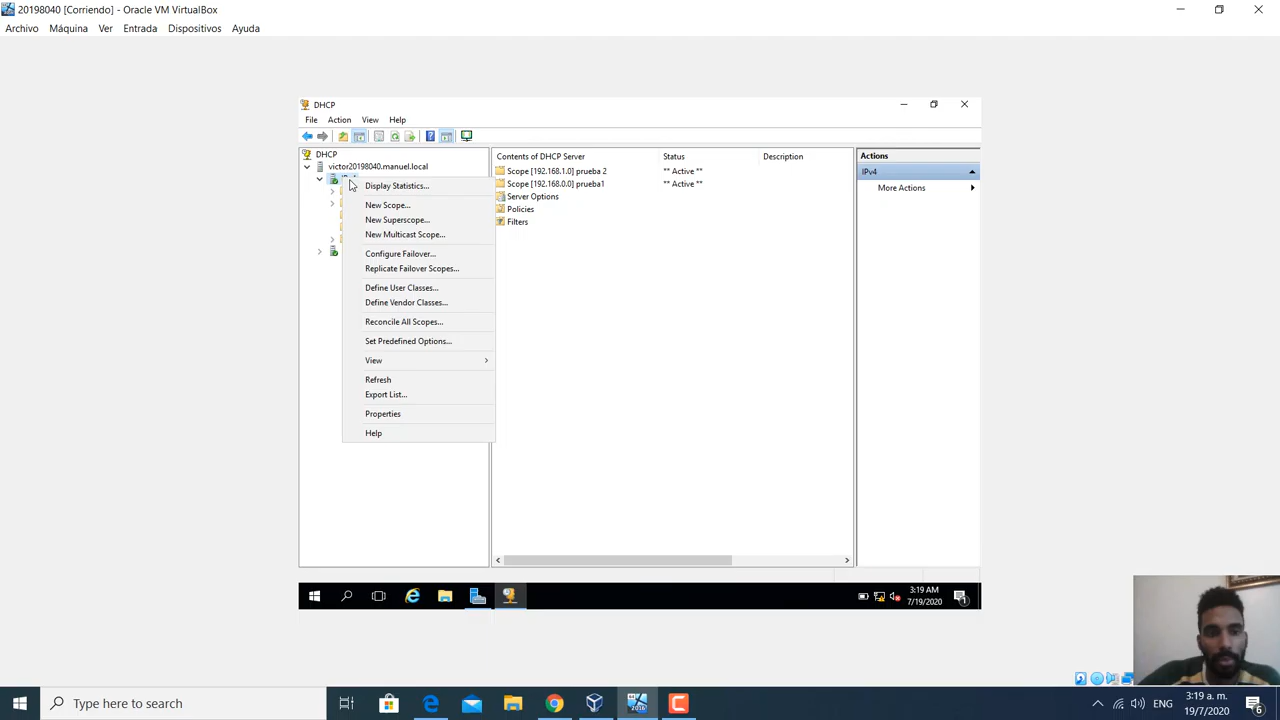 20198040 [Corriendo] - Oracle VM VirtualBox
Archivo Máquina Ver Entrada Dispositivos Ayuda
DHCP
File Action View Help
DHCP
victor20198040.manuel.local
Display Statistics...
New Scope...
New Superscope...
New Multicast Scope...
Configure Failover...
Replicate Failover Scopes...
Define User Classes...
Define Vendor Classes...
Reconcile All Scopes...
Set Predefined Options...
View
Refresh
Export List...
Properties
Help
Contents of DHCP Server Status Description
Scope [192.168.1.0] prueba 2 ** Active **
Scope [192.168.0.0] prueba1 ** Active **
Server Options
Policies
Filters
Actions
IPv4
More Actions
3:19 AM
7/19/2020
1
Type here to search
2016
ENG
3:19 a. m.
19/7/2020
6